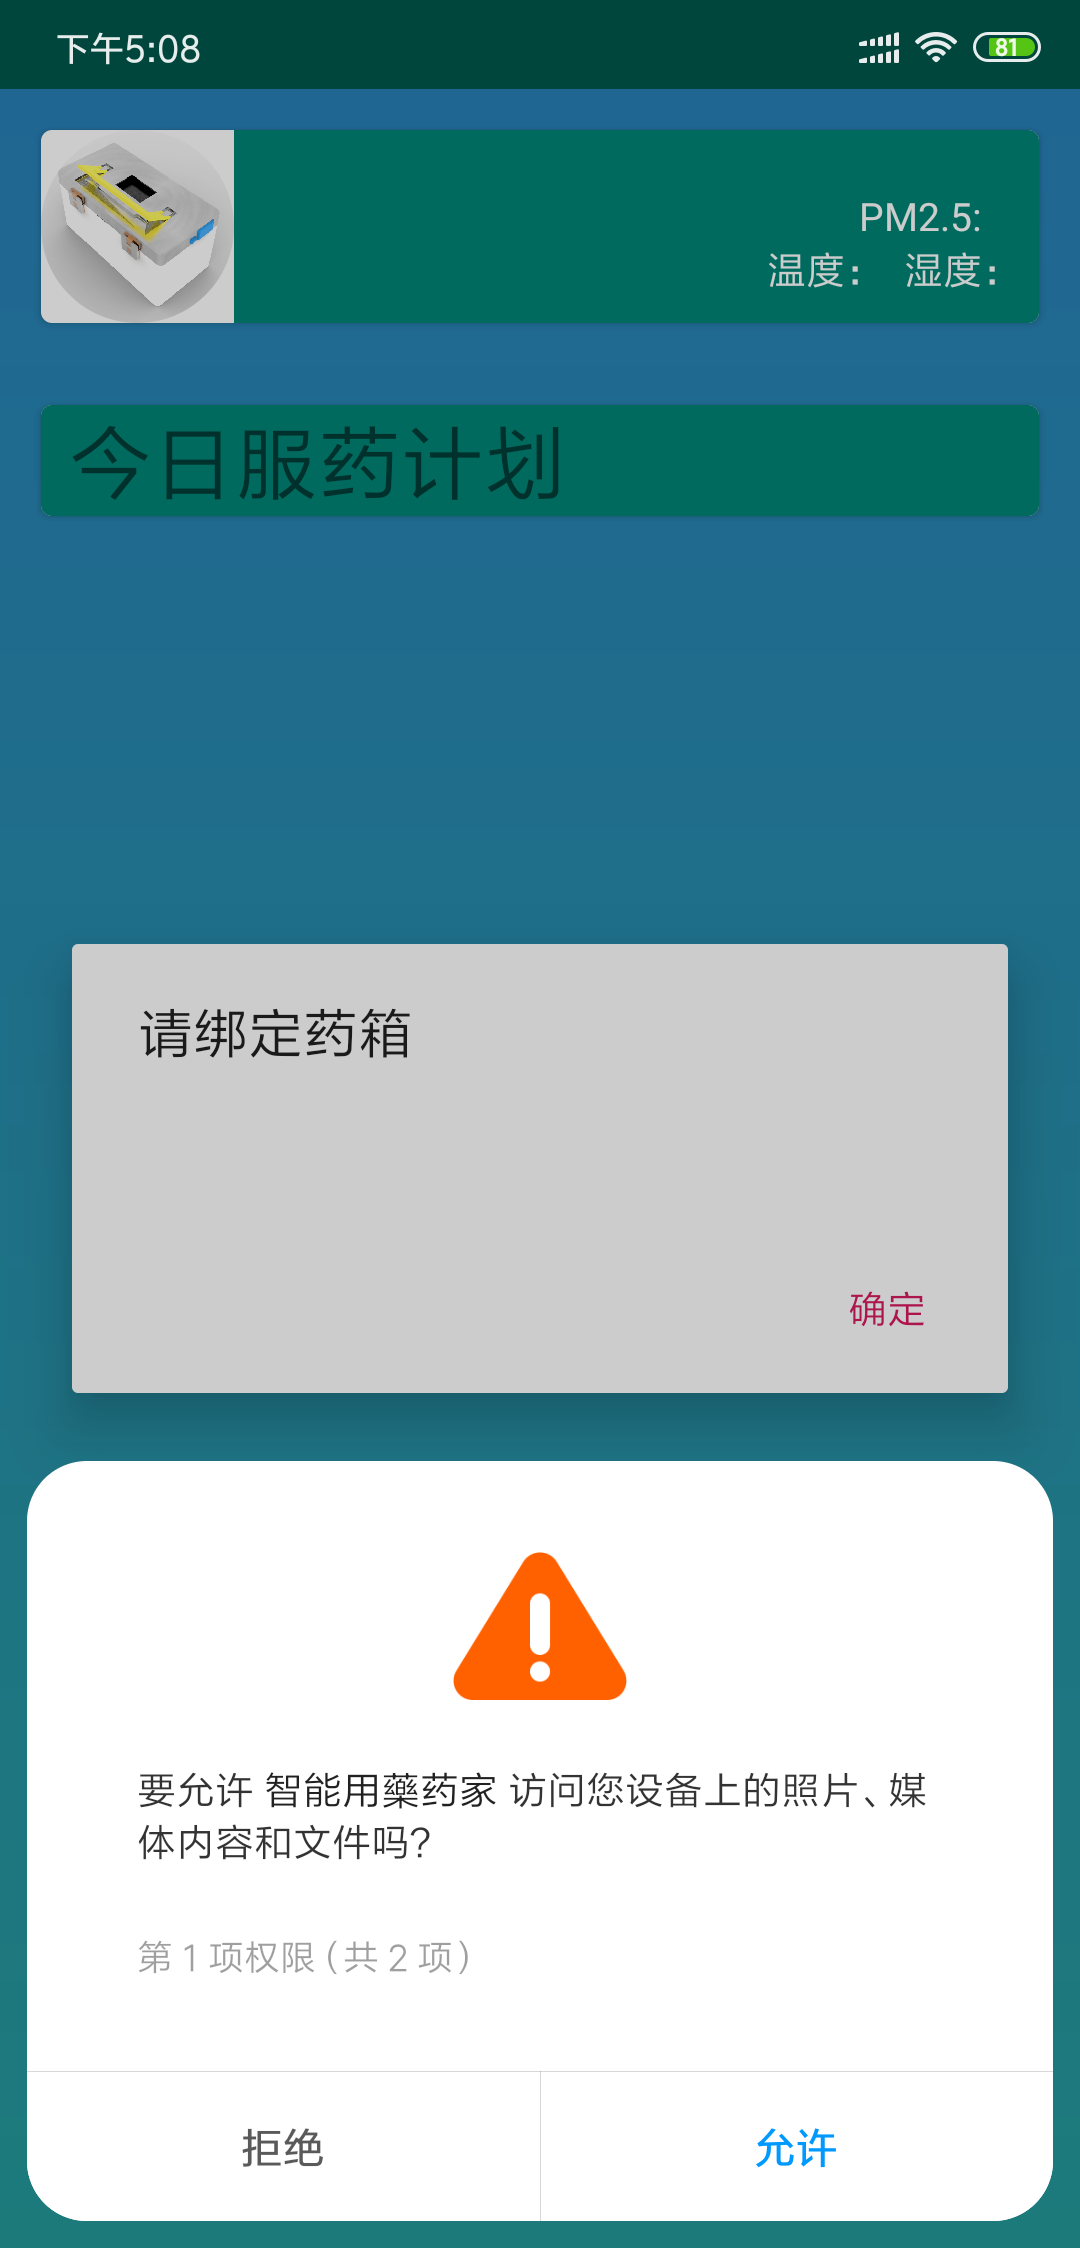 下午5:08
81
PM2.5:
温度： 湿度：
今日服药计划
请绑定药箱
确定
要允许 智能用藥药家 访问您设备上的照片、媒
体内容和文件吗?
第 1 项权限 (共 2 项)
拒绝
允许